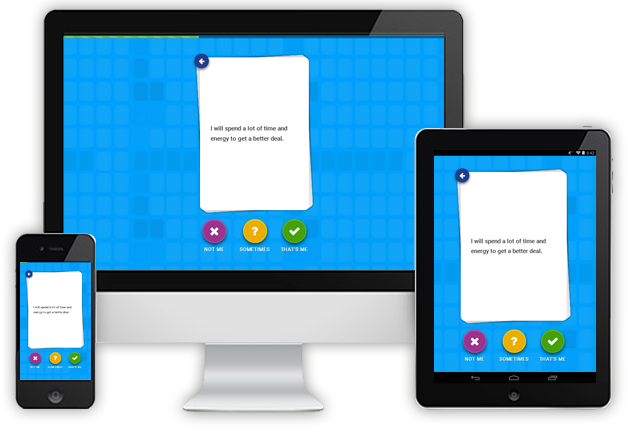 I will spend a lot of time and
energy to get a better deal.
NOT ME
SOMETIMES
THAT'S ME
I will spend a lot of time and
energy to get a better deal.
NOT ME
SOMETIMES
THAT'S ME
I will spend a lot of time and
energy to get a better deal.
NOT ME
SOMETIMES
THAT'S ME